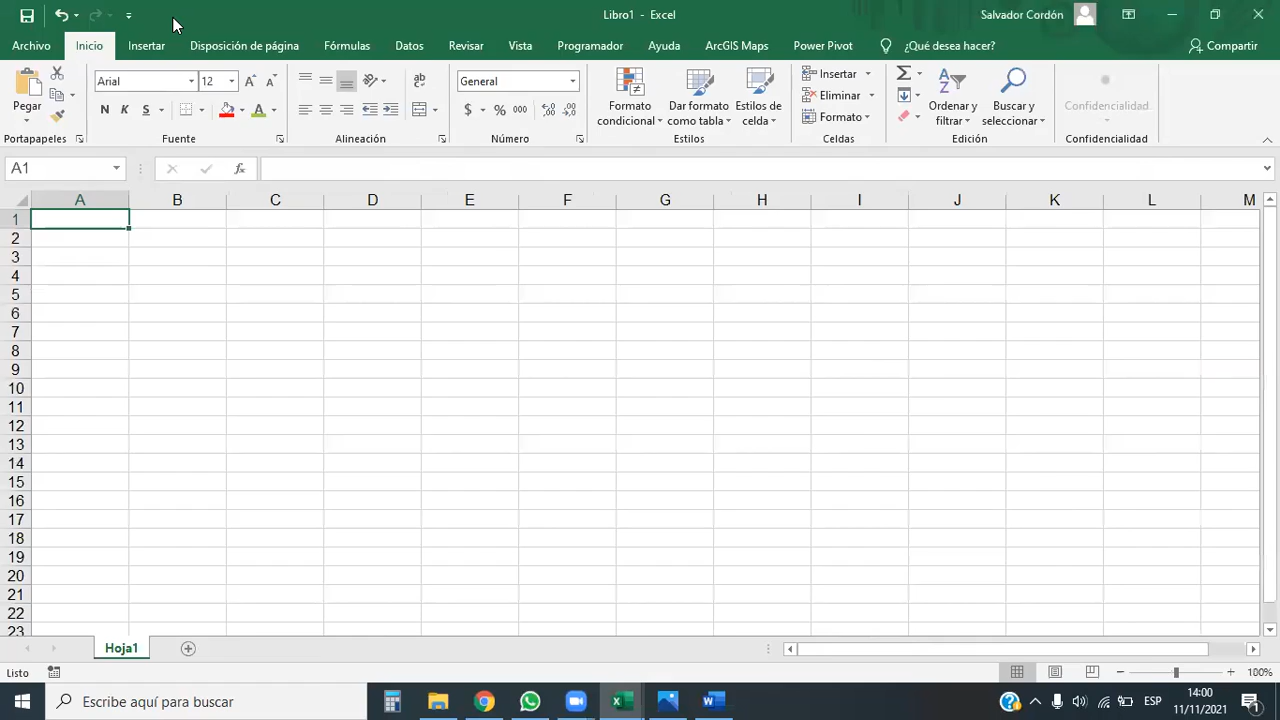 Libro1 - Excel
Salvador Cordón
Archivo Inicio Insertar Disposición de página Fórmulas Datos Revisar Vista Programador Ayuda ArcGIS Maps Power Pivot ¿Qué desea hacer? Compartir
Pegar
Arial 12
N K S
ab
General
$ % 000
Formato condicional
Dar formato como tabla
Estilos de celda
Insertar
Eliminar
Formato
Ordenar y filtrar
Buscar y seleccionar
Confidencialidad
Portapapeles Fuente Alineación Número Estilos Celdas Edición Confidencialidad
A1 fx
A B C D E F G H I J K L M
1
2
3
4
5
6
7
8
9
10
11
12
13
14
15
16
17
18
19
20
21
22
23
Hoja1
Listo 100%
Escribe aquí para buscar
ESP
14:00
11/11/2021
1